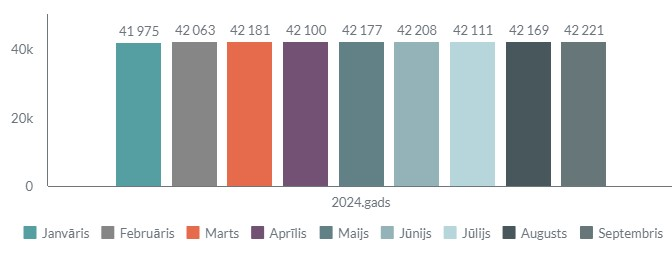 41 975 42 063 42 181 42 100 42 177 42 208 42 111 42 169 42 221
40k
20k
0
2024.gads
Janvāris Februāris Marts Aprīlis Maijs Jūnijs Jūlijs Augusts Septembris